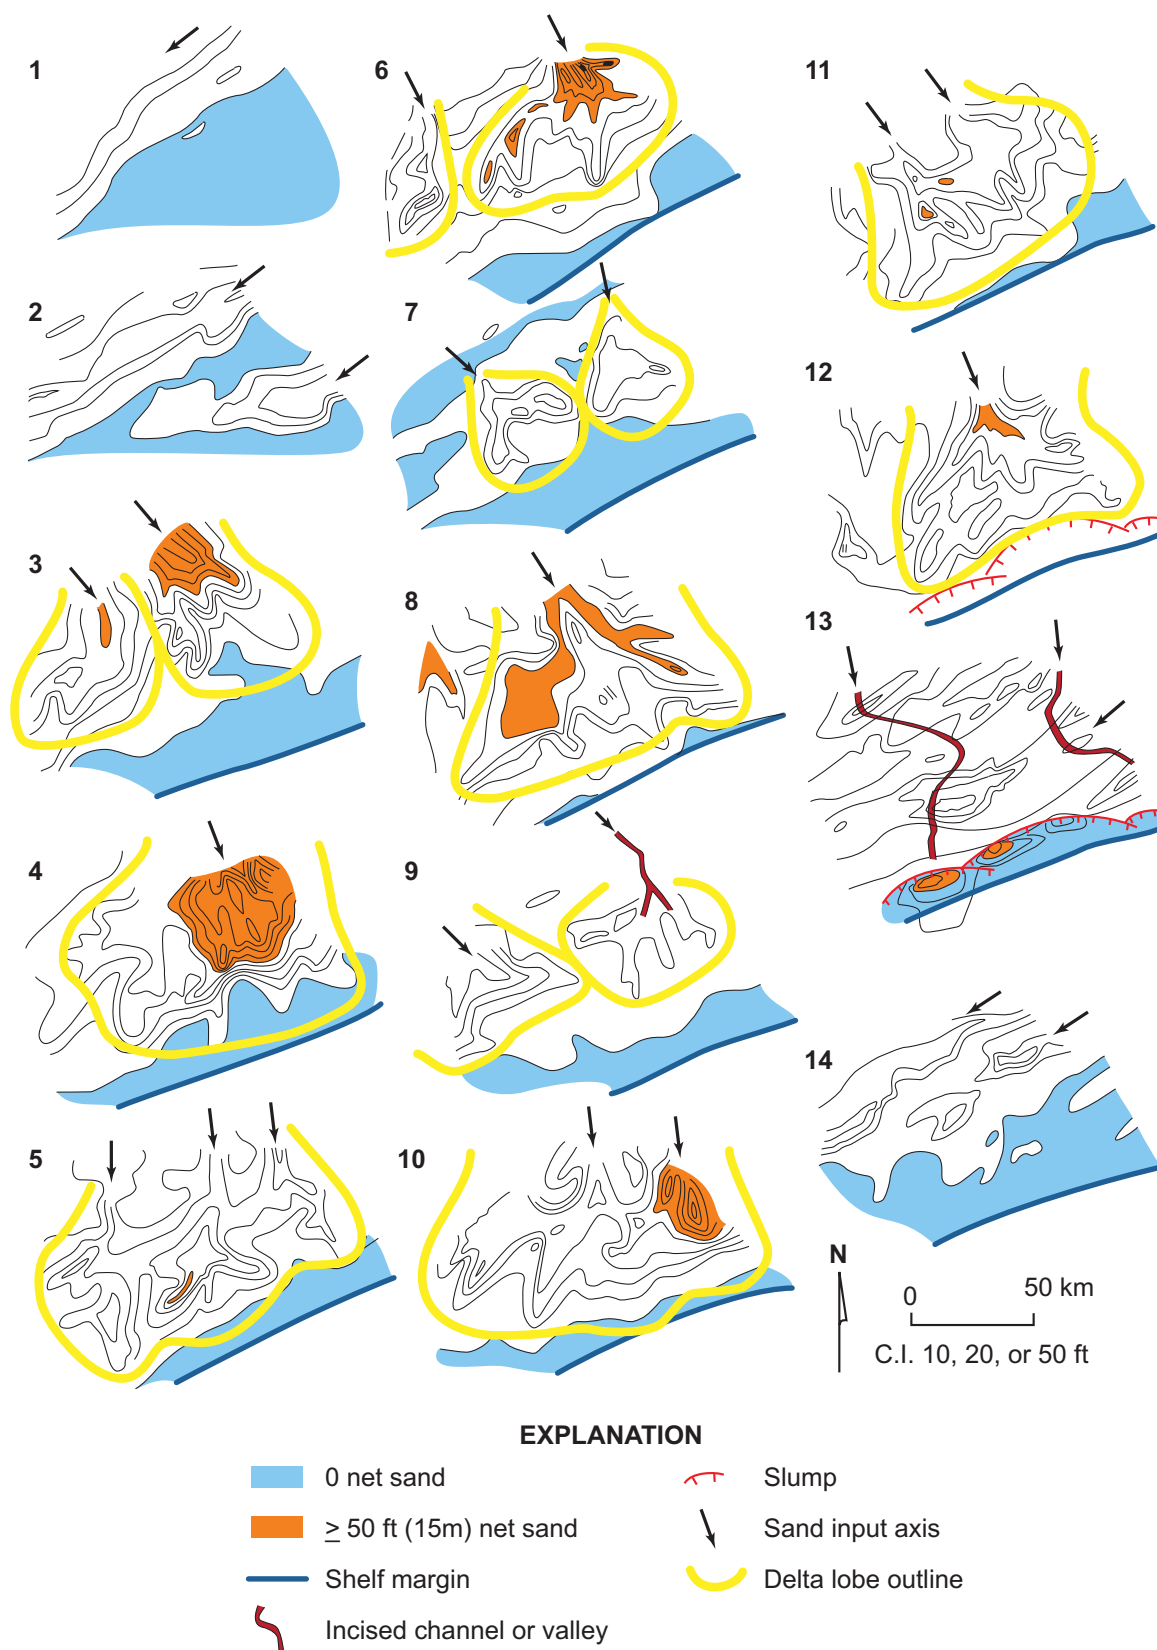 1
2
3
4
5
6
7
8
9
10
11
12
13
14
N
0 50 km
C.I. 10, 20, or 50 ft
EXPLANATION
0 net sand
≥ 50 ft (15m) net sand
Shelf margin
Incised channel or valley
Slump
Sand input axis
Delta lobe outline